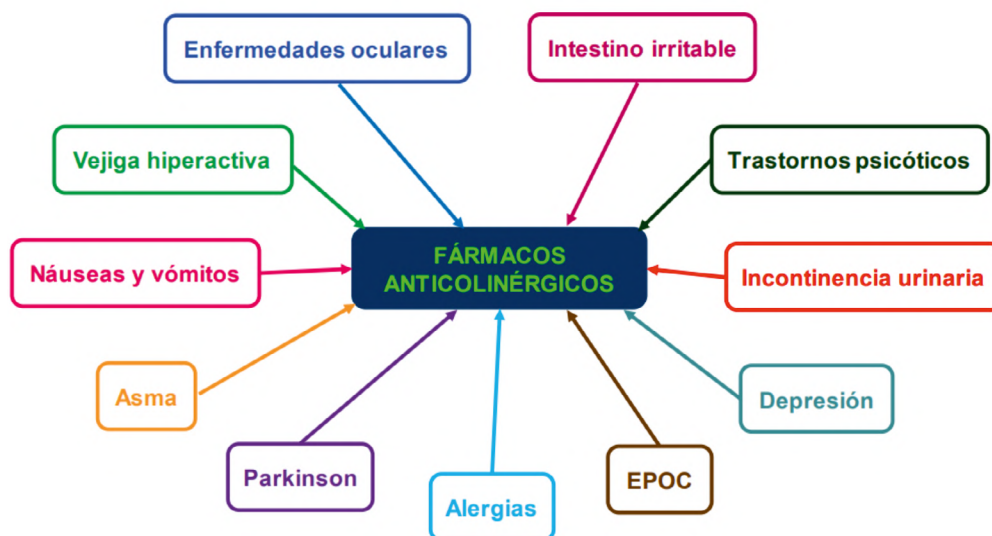 Enfermedades oculares
Intestino irritable
Vejiga hiperactiva
Trastornos psicóticos
FÁRMACOS
ANTICOLINÉRGICOS
Náuseas y vómitos
Incontinencia urinaria
Asma
Depresión
Parkinson
EPOC
Alergias